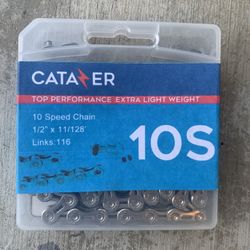 CATAZER
TOP PERFORMANCE EXTRA LIGHT WEIGHT
10 Speed Chain
1/2" x 11/128'
Links:116
10S